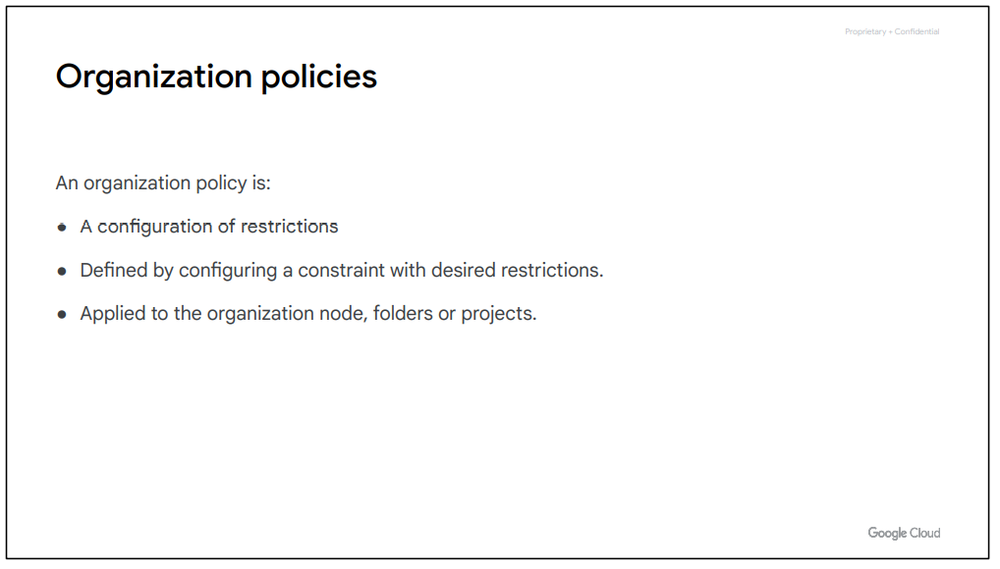 Proprietary + Confidential
Organization policies
An organization policy is:
● A configuration of restrictions
● Defined by configuring a constraint with desired restrictions.
● Applied to the organization node, folders or projects.
Google Cloud